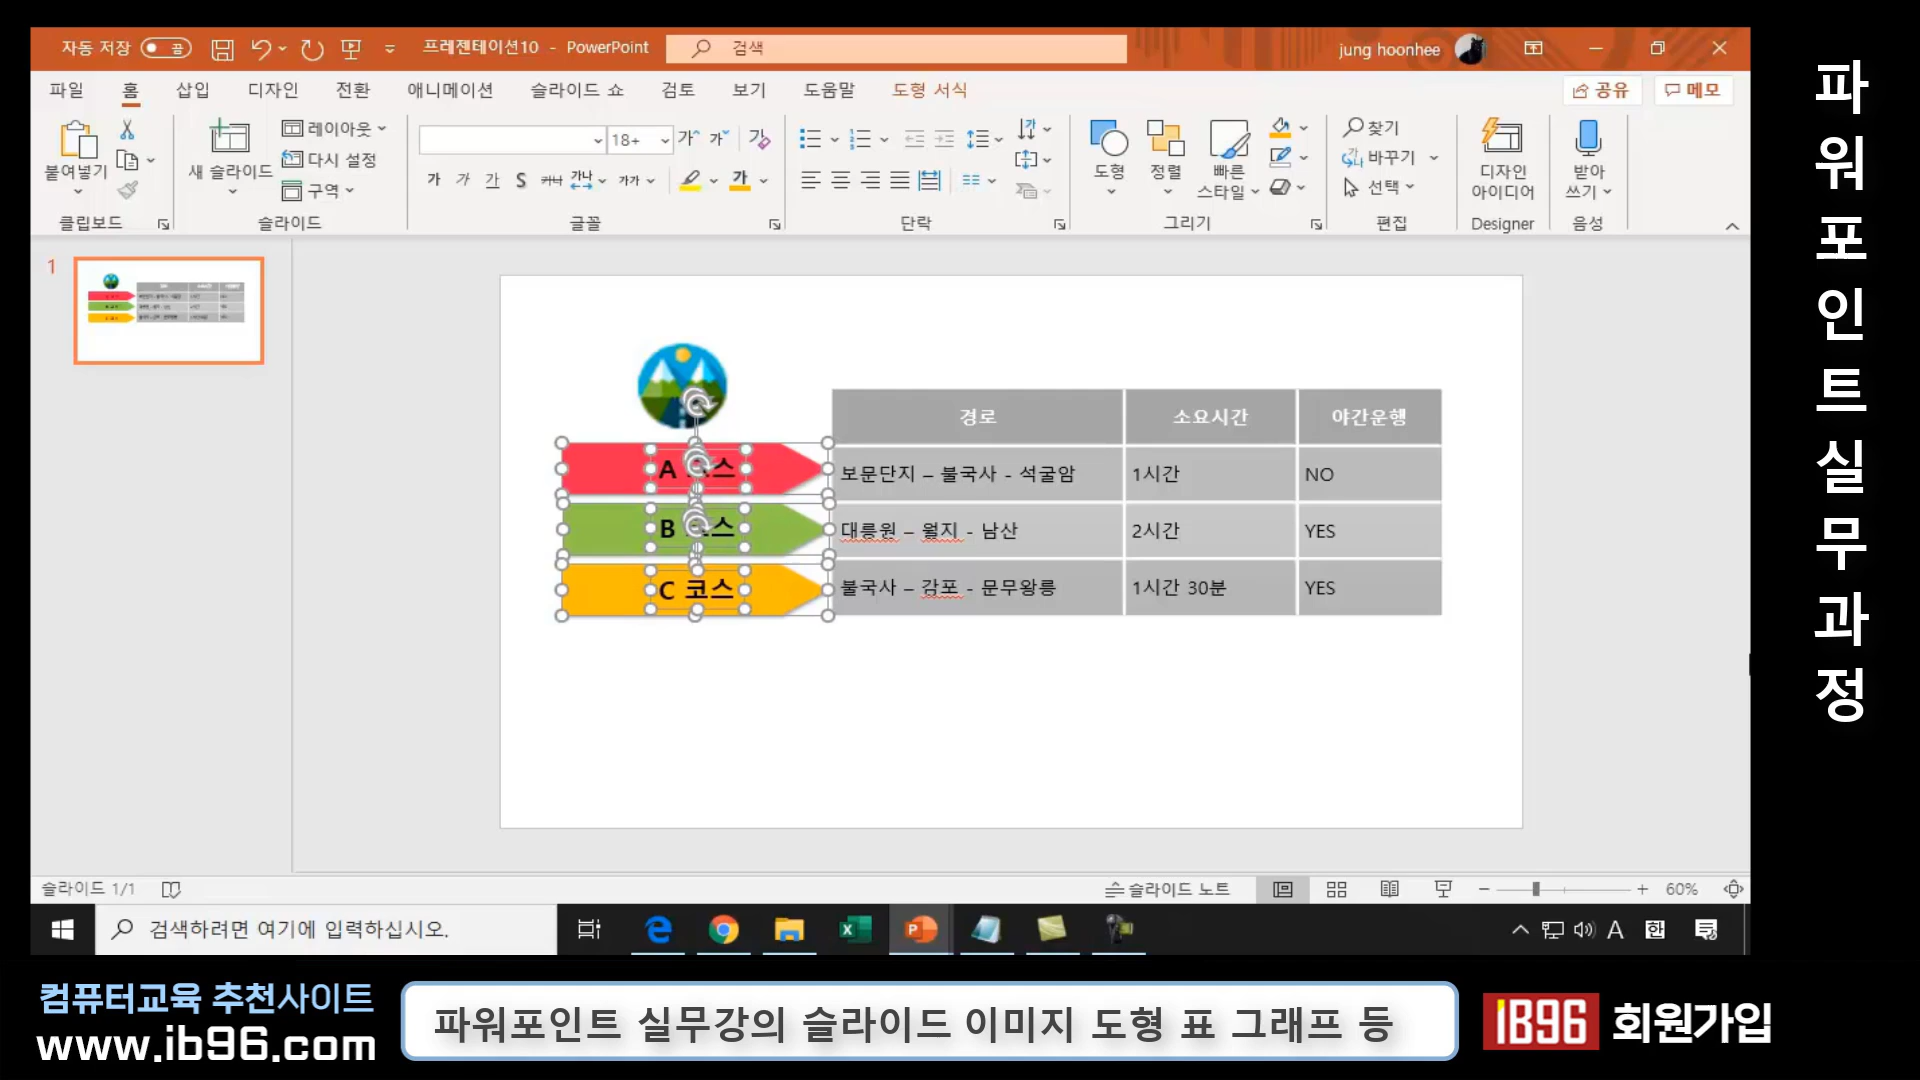 자동 저장 끔 프레젠테이션10 - PowerPoint 검색 jung hoonhee
파일 홈 삽입 디자인 전환 애니메이션 슬라이드 쇼 검토 보기 도움말 도형 서식 공유 메모
붙여넣기
클립보드
새 슬라이드
레이아웃
다시 설정
구역
슬라이드
18+
가 가 가 S 가나 가나 가가 가
글꼴
단락
도형
정렬
빠른
스타일
그리기
찾기
바꾸기
선택
편집
디자인
아이디어
Designer
받아
쓰기
음성
1
경로 소요시간 야간운행
보문단지 – 불국사 - 석굴암 1시간 NO
B
대릉원 – 월지 - 남산 2시간 YES
C 코스 불국사 – 감포 - 문무왕릉 1시간 30분 YES
슬라이드 1/1 슬라이드 노트 60%
검색하려면 여기에 입력하십시오. A 한
파워포인트실무과정
컴퓨터교육 추천사이트
www.ib96.com
파워포인트 실무강의 슬라이드 이미지 도형 표 그래프 등
IB96 회원가입